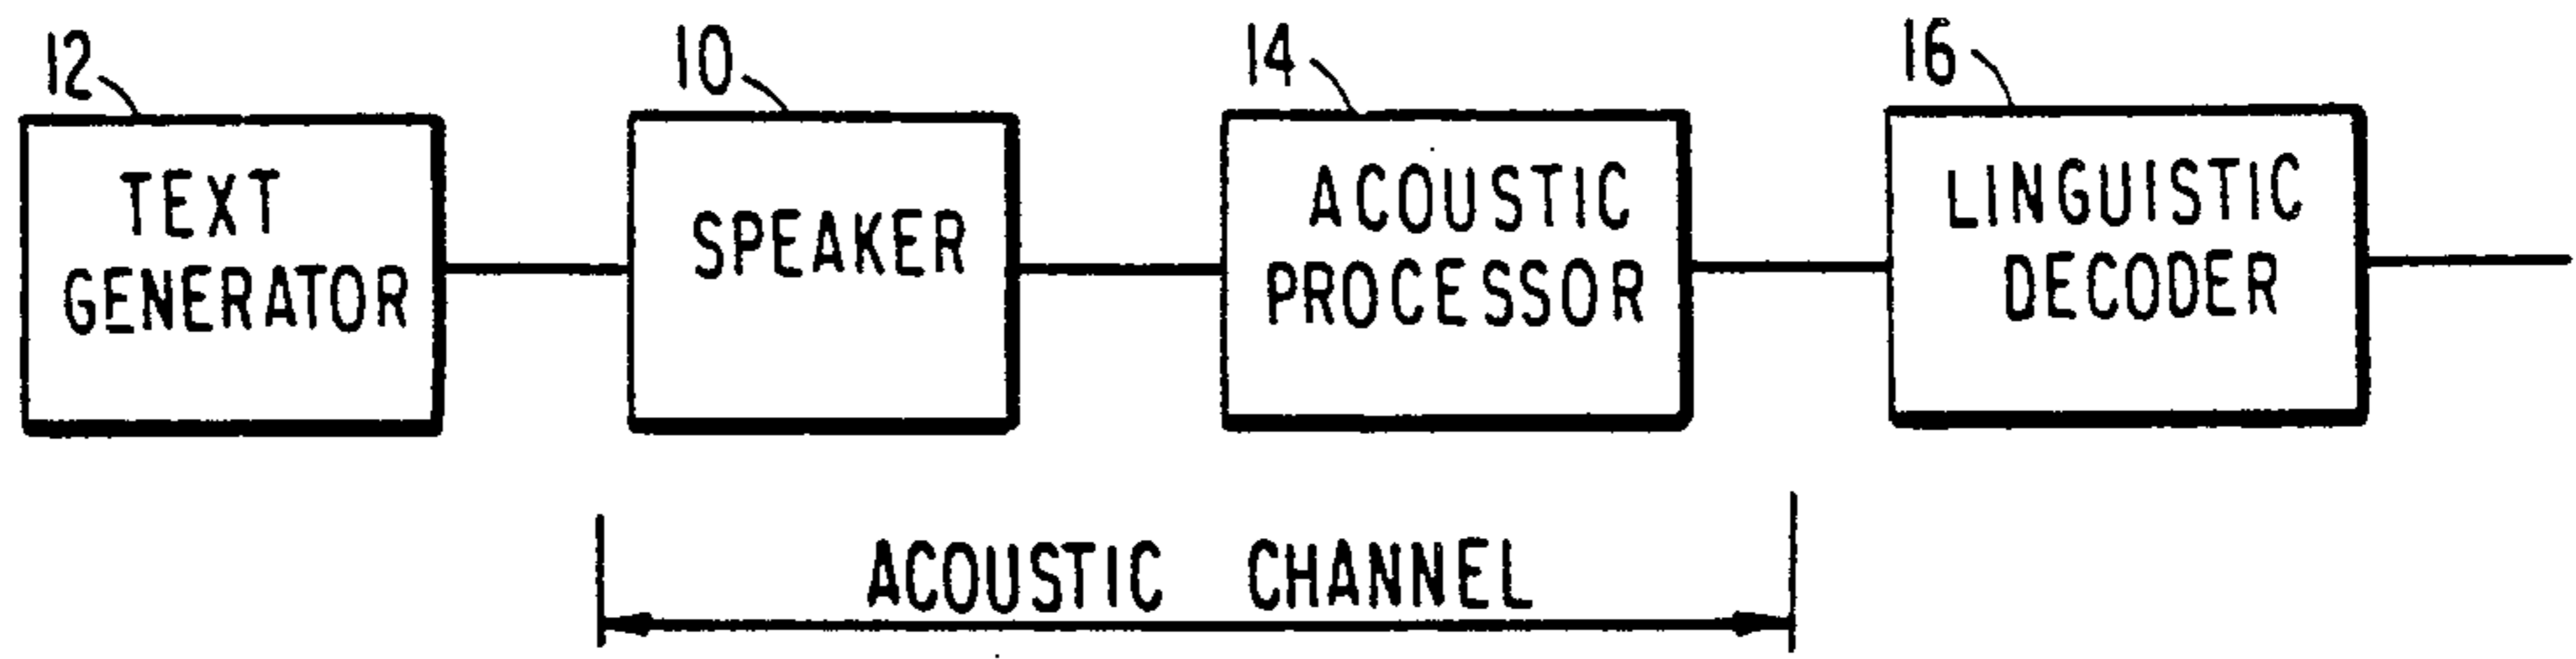 12
TEXT
GENERATOR
10
SPEAKER
14
ACOUSTIC
PROCESSOR
16
LINGUISTIC
DECODER
ACOUSTIC CHANNEL